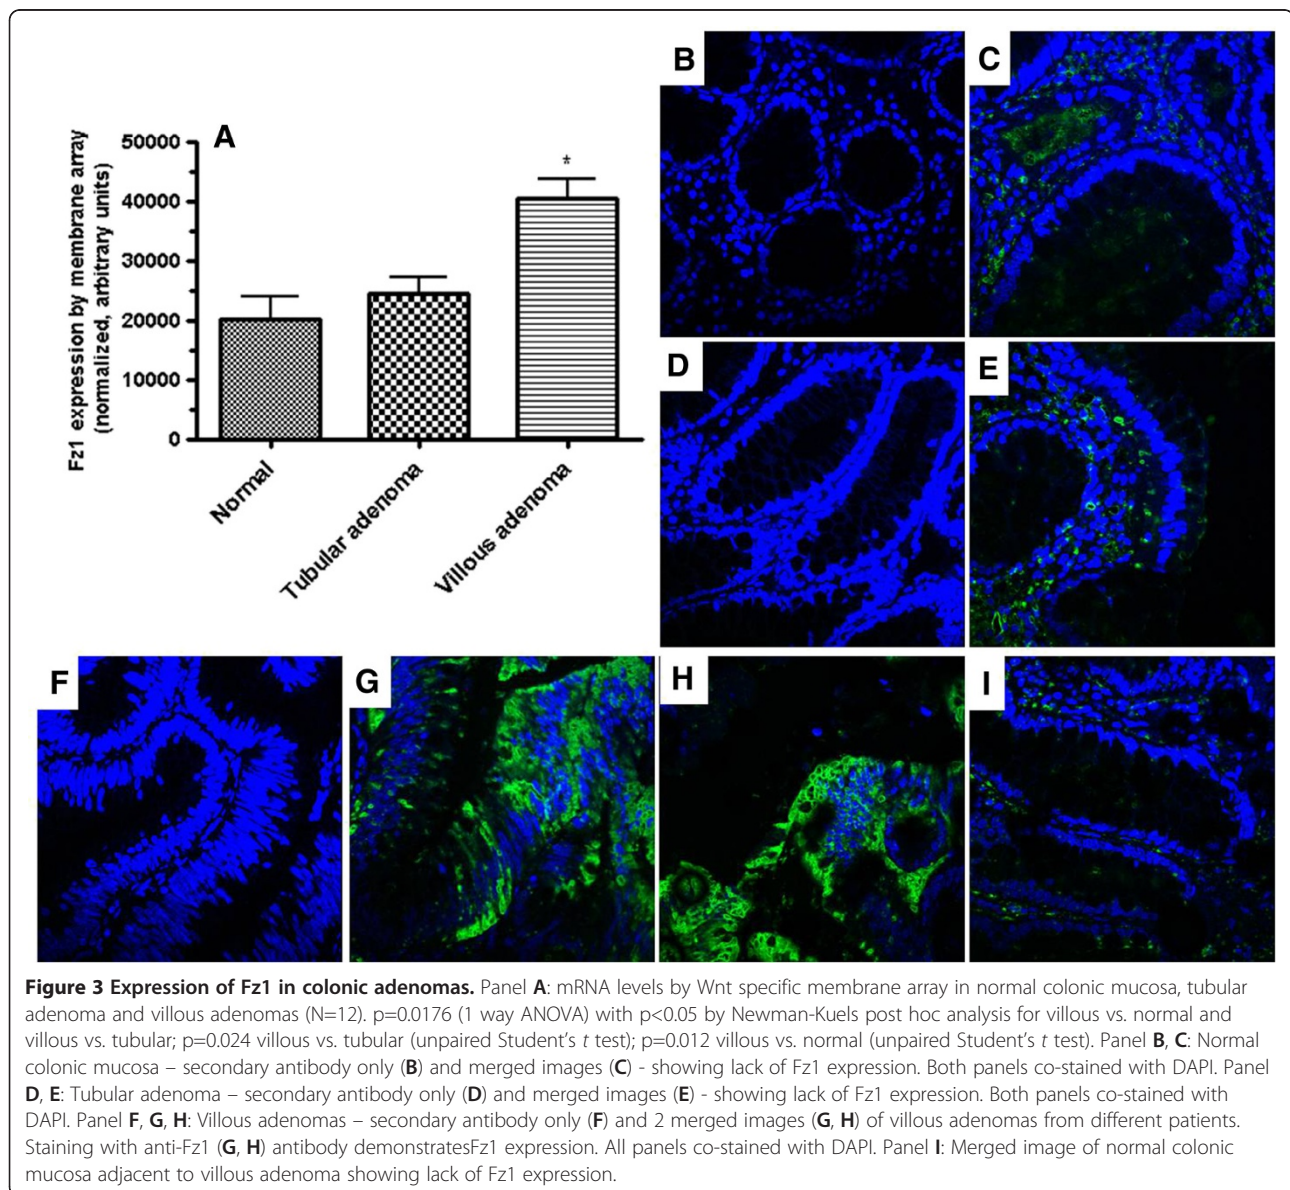 A
B
C
Fz1 expression by membrane array
(normalized, arbitrary units)
50000
40000
30000
20000
10000
0
*
Normal
Tubular adenoma
Villous adenoma
D
E
F
G
H
I
Figure 3 Expression of Fz1 in colonic adenomas. Panel A: mRNA levels by Wnt specific membrane array in normal colonic mucosa, tubular
adenoma and villous adenomas (N=12). p=0.0176 (1 way ANOVA) with p<0.05 by Newman-Kuels post hoc analysis for villous vs. normal and
villous vs. tubular; p=0.024 villous vs. tubular (unpaired Student's t test); p=0.012 villous vs. normal (unpaired Student's t test). Panel B, C: Normal
colonic mucosa – secondary antibody only (B) and merged images (C) - showing lack of Fz1 expression. Both panels co-stained with DAPI. Panel
D, E: Tubular adenoma – secondary antibody only (D) and merged images (E) - showing lack of Fz1 expression. Both panels co-stained with
DAPI. Panel F, G, H: Villous adenomas – secondary antibody only (F) and 2 merged images (G, H) of villous adenomas from different patients.
Staining with anti-Fz1 (G, H) antibody demonstratesFz1 expression. All panels co-stained with DAPI. Panel I: Merged image of normal colonic
mucosa adjacent to villous adenoma showing lack of Fz1 expression.